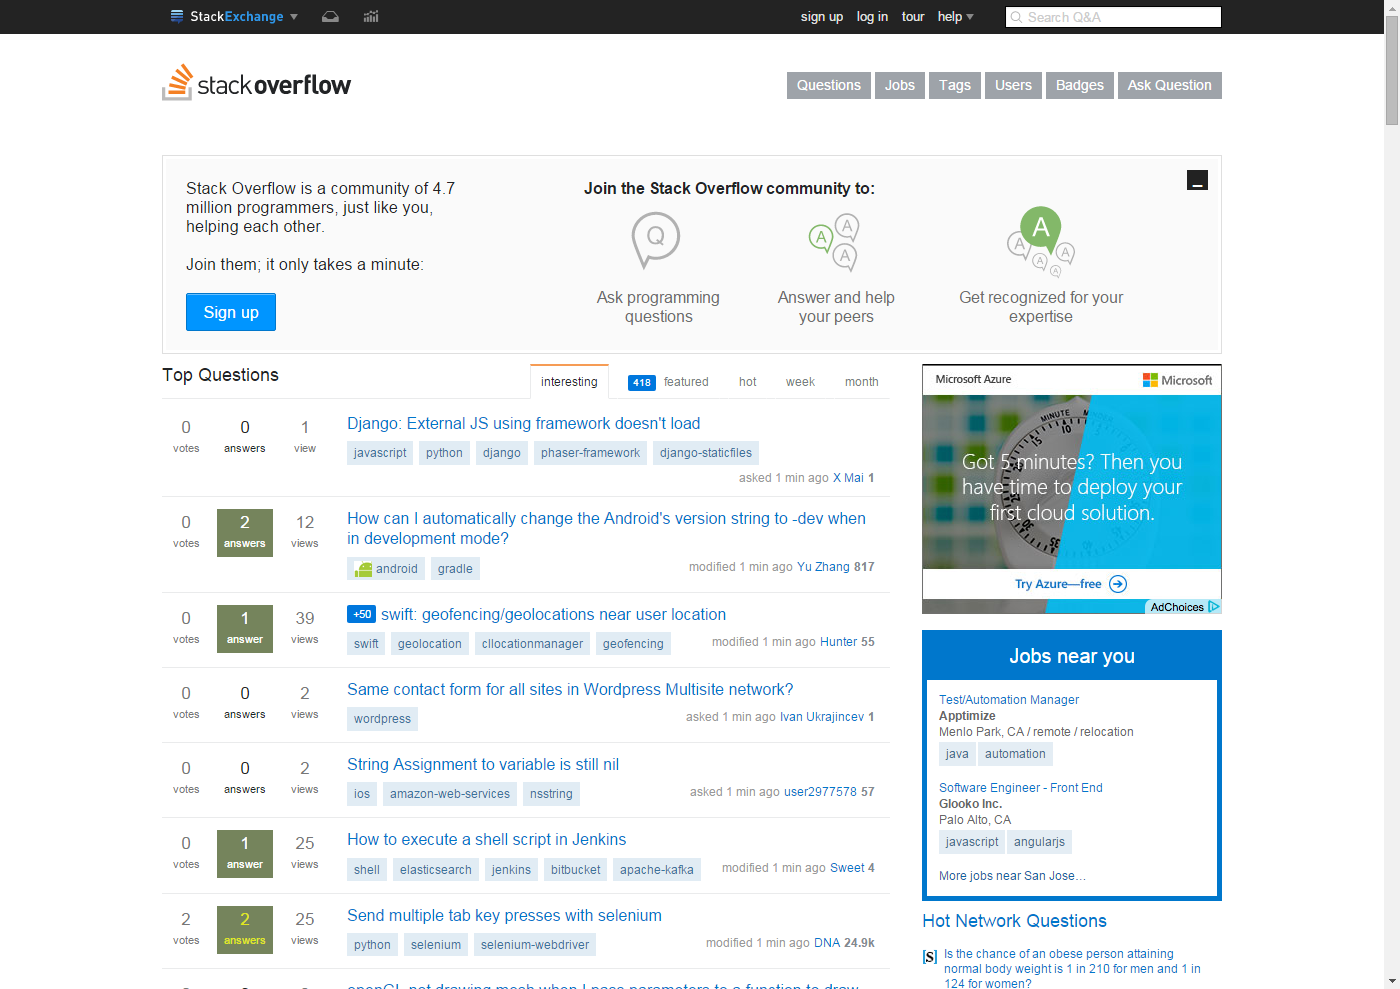 StackExchange
sign up log in tour help
Search Q&A
stackoverflow
Questions
Jobs
Tags
Users
Badges
Ask Question
Stack Overflow is a community of 4.7
million programmers, just like you,
helping each other.
Join them; it only takes a minute:
Sign up
Join the Stack Overflow community to:
Q
A
A
A
A
A
A
A
A
Ask programming
questions
Answer and help
your peers
Get recognized for your
expertise
Top Questions
interesting
418 featured
hot
week
month
0 votes
0 answers
1 view
Django: External JS using framework doesn't load
javascript python django phaser-framework django-staticfiles
asked 1 min ago X Mai 1
0 votes
2 answers
12 views
How can I automatically change the Android's version string to -dev when
in development mode?
android gradle
modified 1 min ago Yu Zhang 817
0 votes
1 answer
39 views
+50 swift: geofencing/geolocations near user location
swift geolocation cllocationmanager geofencing
modified 1 min ago Hunter 55
0 votes
0 answers
2 views
Same contact form for all sites in Wordpress Multisite network?
wordpress
asked 1 min ago Ivan Ukrajincev 1
0 votes
0 answers
2 views
String Assignment to variable is still nil
ios amazon-web-services nsstring
asked 1 min ago user2977578 57
0 votes
1 answer
25 views
How to execute a shell script in Jenkins
shell elasticsearch jenkins bitbucket apache-kafka
modified 1 min ago Sweet 4
2 votes
2 answers
25 views
Send multiple tab key presses with selenium
python selenium selenium-webdriver
modified 1 min ago DNA 24.9k
openGL not drawing mesh when I pass parameters to a function to draw
Microsoft Azure
Microsoft
MINUTE
Got 5 minutes? Then you
have time to deploy your
first cloud solution.
Try Azure—free
AdChoices
Jobs near you
Test/Automation Manager
Apptimize
Menlo Park, CA / remote / relocation
java automation
Software Engineer - Front End
Glooko Inc.
Palo Alto, CA
javascript angularjs
More jobs near San Jose…
Hot Network Questions
[S] Is the chance of an obese person attaining
normal body weight is 1 in 210 for men and 1 in
124 for women?